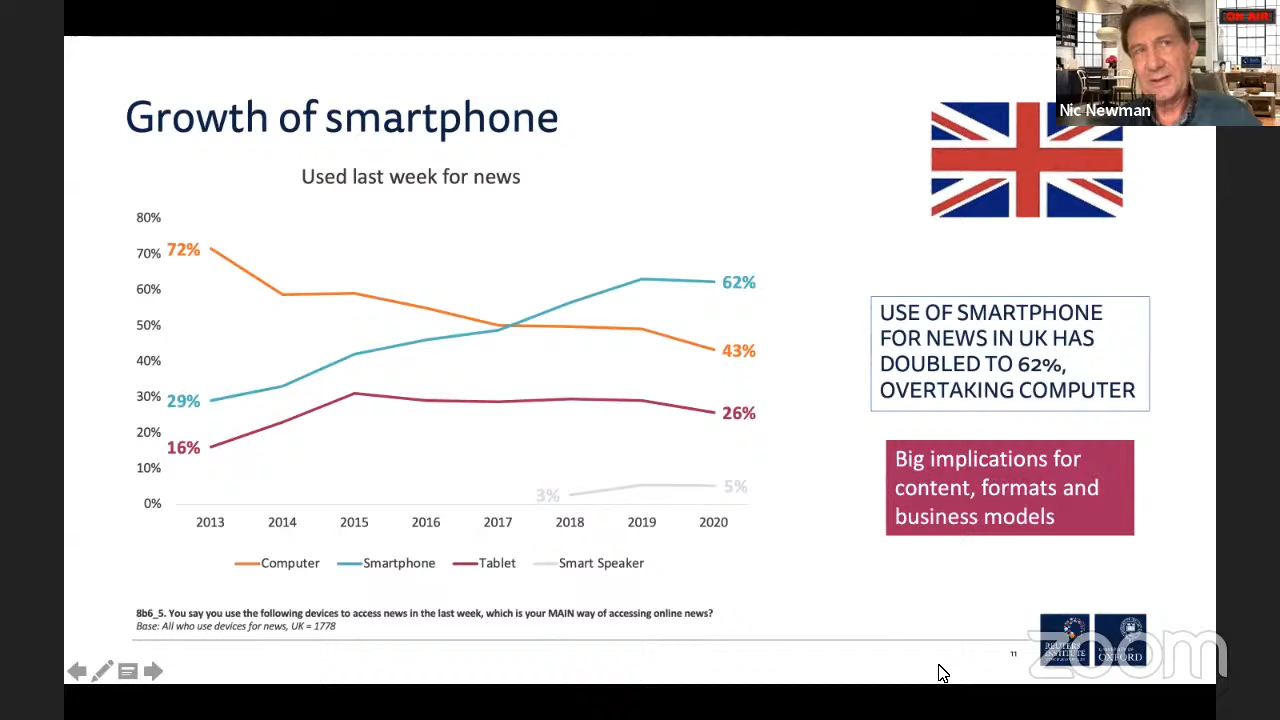 ON AIR
Nic Newman
Growth of smartphone
Used last week for news
80%
70%
60%
50%
40%
30%
20%
10%
0%
72%
29%
16%
62%
43%
26%
3%
5%
2013 2014 2015 2016 2017 2018 2019 2020
Computer Smartphone Tablet Smart Speaker
USE OF SMARTPHONE
FOR NEWS IN UK HAS
DOUBLED TO 62%,
OVERTAKING COMPUTER
Big implications for
content, formats and
business models
8b6_5. You say you use the following devices to access news in the last week, which is your MAIN way of accessing online news?
Base: All who use devices for news, UK = 1778
11
REUTERS
INSTITUTE
UNIVERSITY OF
OXFORD
zoom